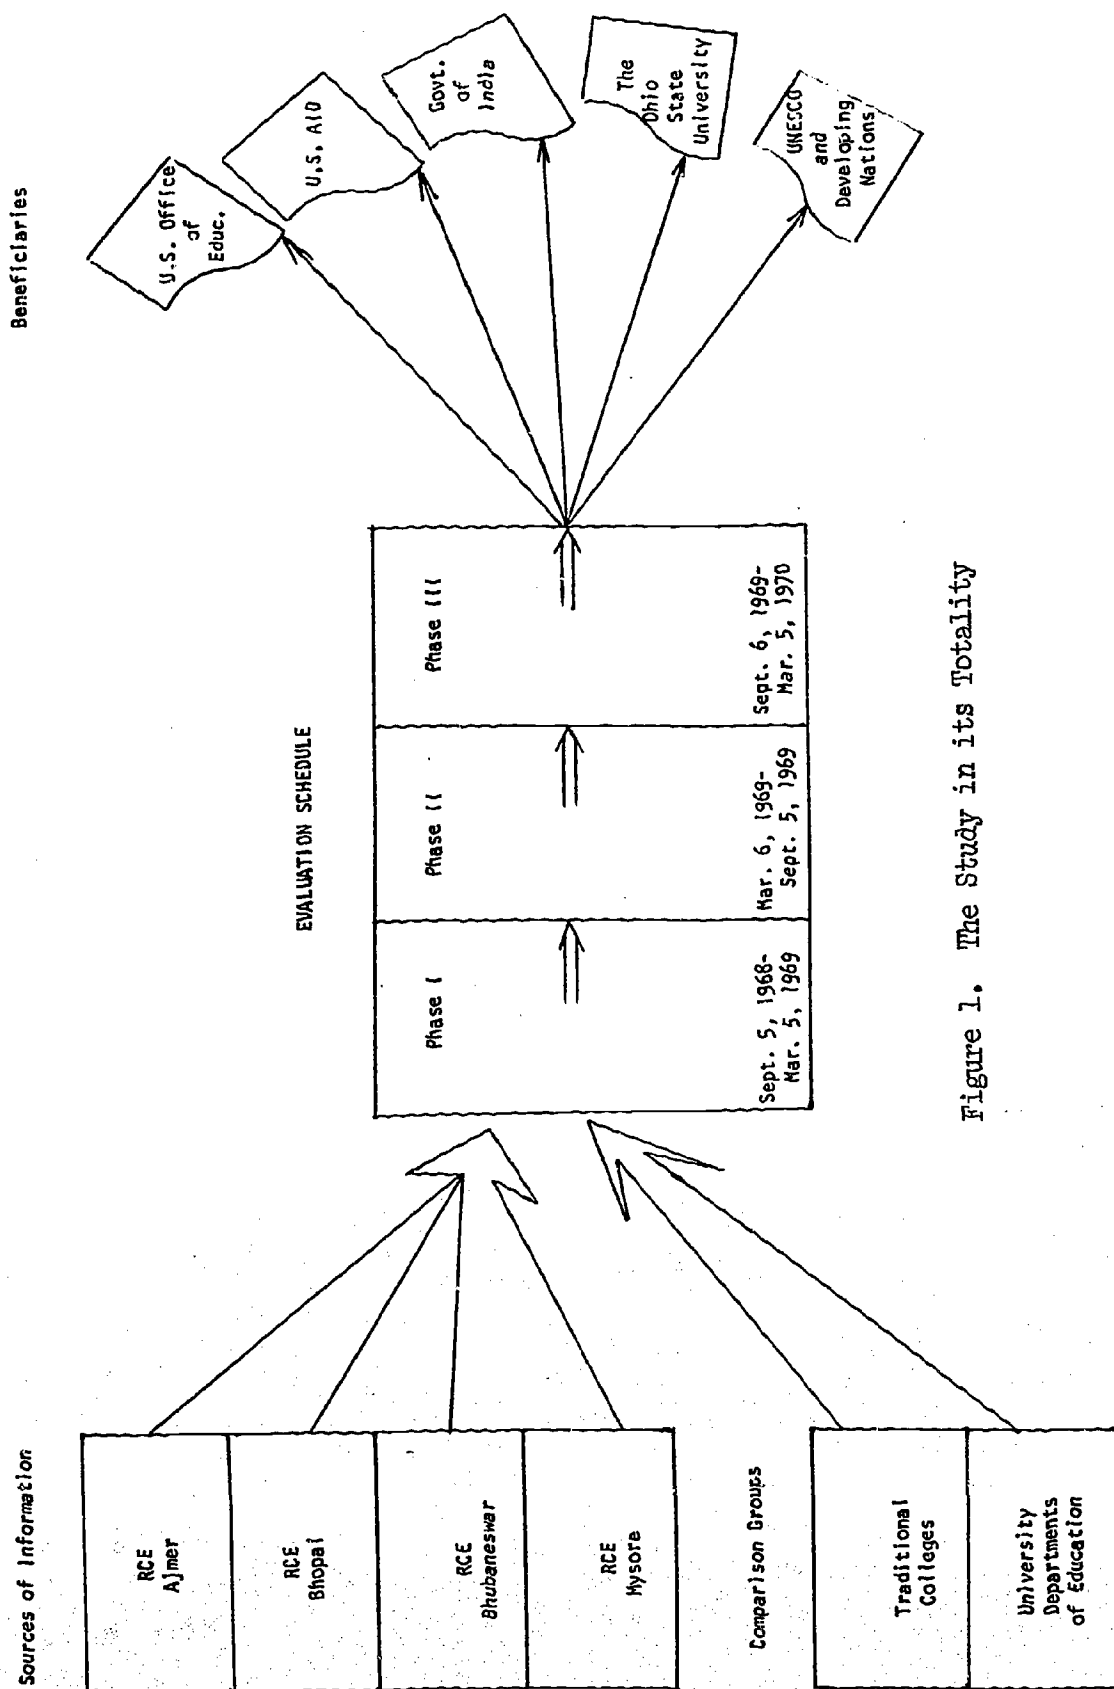 Sources of Information
RCE
Ajmer
RCE
Bhopal
RCE
Bhubaneswar
RCE
Mysore
Comparison Groups
Traditional
Colleges
University
Departments
of Education
EVALUATION SCHEDULE
Phase I
Sept. 5, 1968-
Mar. 5, 1969
Phase II
Mar. 6, 1969-
Sept. 5, 1969
Phase III
Sept. 6, 1969-
Mar. 5, 1970
Beneficiaries
U.S. Office
of
Educ.
U.S. AID
Govt.
of
India
The
Ohio
State
University
UNESCO
and
Developing
Nations
Figure 1. The Study in its Totality